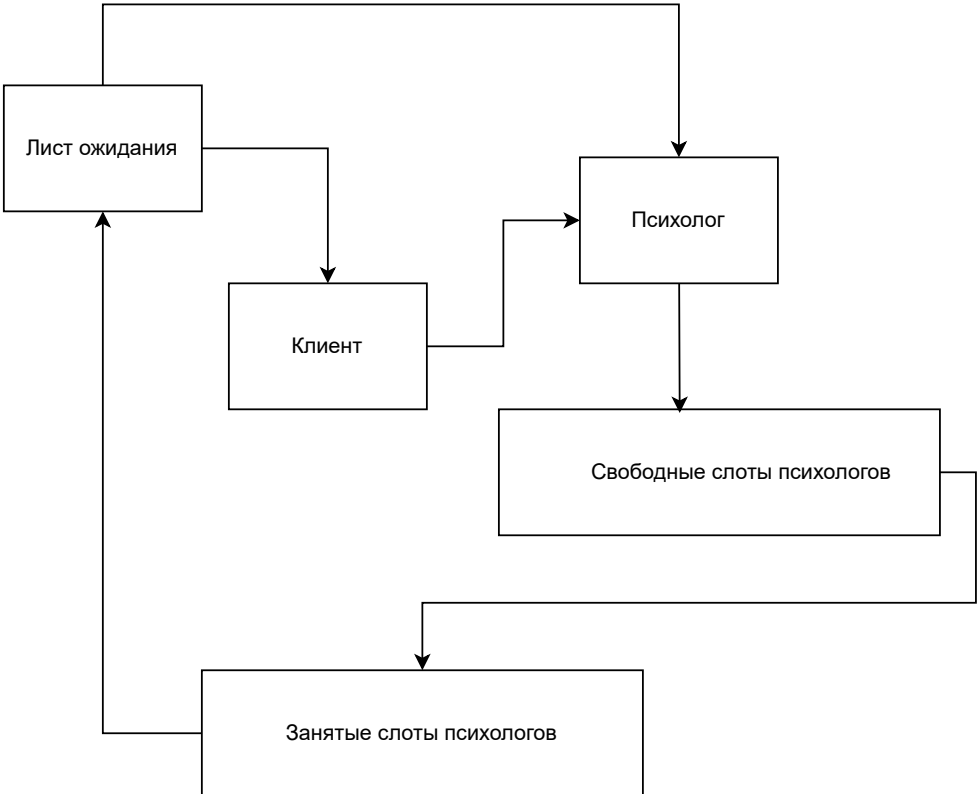 Лист ожидания
Психолог
Клиент
Свободные слоты психологов
Занятые слоты психологов